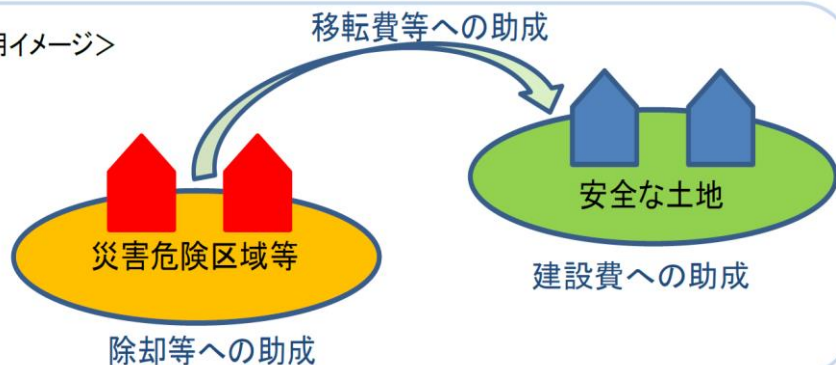 用イメージ>
移転費等への助成
安全な土地
災害危険区域等
建設費への助成
除却等への助成